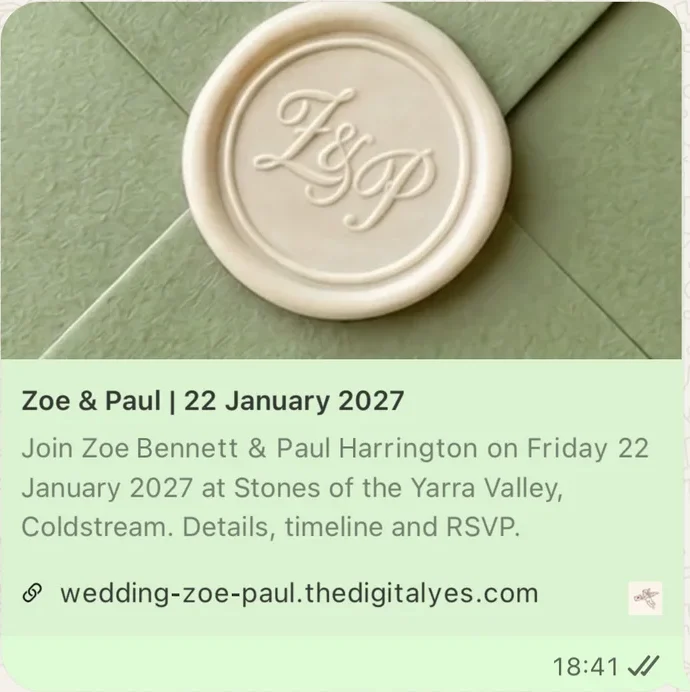 Z&P
Zoe & Paul | 22 January 2027
Join Zoe Bennett & Paul Harrington on Friday 22
January 2027 at Stones of the Yarra Valley,
Coldstream. Details, timeline and RSVP.
wedding-zoe-paul.thedigitalyes.com
18:41